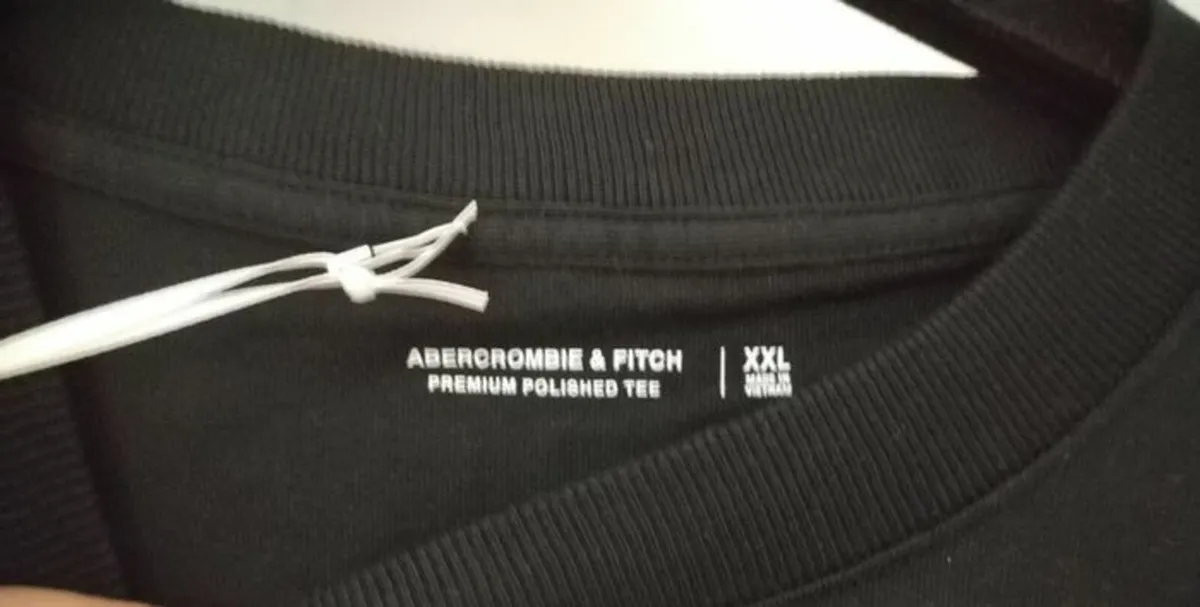 ABERCROMBIE & FITCH
PREMIUM POLISHED TEE
XXL
MADE IN
VIETNAM